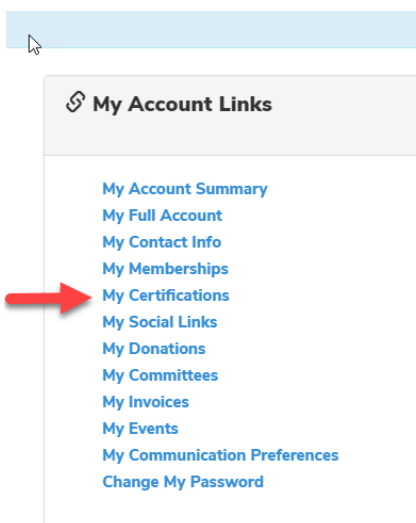 My Account Links
My Account Summary
My Full Account
My Contact Info
My Memberships
My Certifications
My Social Links
My Donations
My Committees
My Invoices
My Events
My Communication Preferences
Change My Password